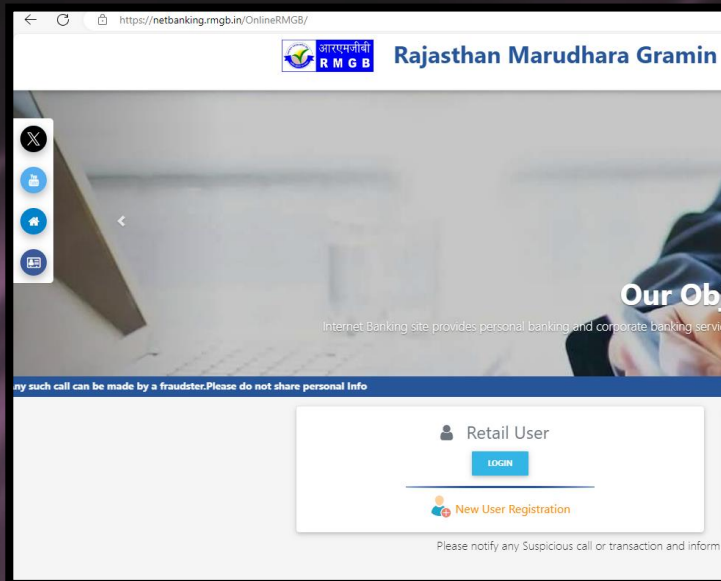 https://netbanking.rmgb.in/OnlineRMGB/
आरएमजीबी
RMGB
Rajasthan Marudhara Gramin
Our Obj
Internet Banking site provides personal banking and corporate banking servi
ny such call can be made by a fraudster.Please do not share personal Info
Retail User
LOGIN
New User Registration
Please notify any Suspicious call or transaction and inform